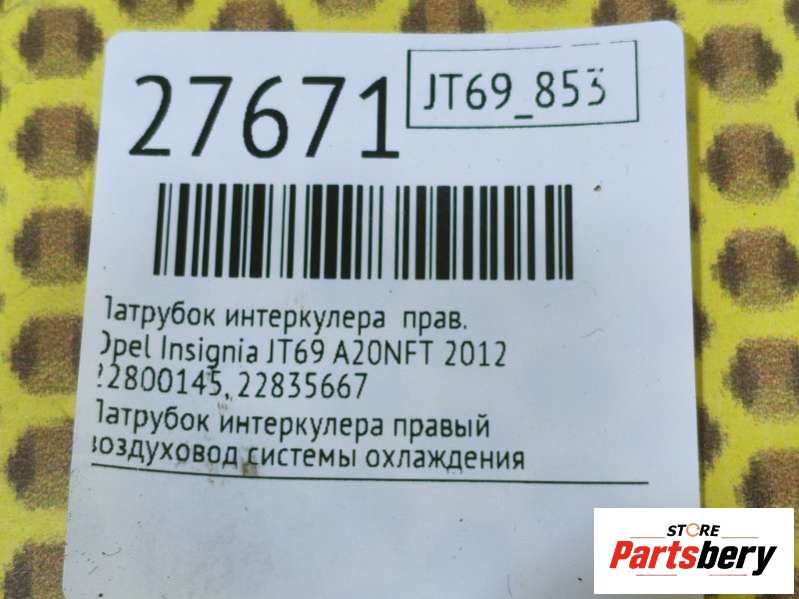 27671
JT69_853
Патрубок интеркулера прав.
Opel Insignia JT69 A20NFT 2012
22800145, 22835667
Патрубок интеркулера правый
воздуховод системы охлаждения
STORE
Partsbery